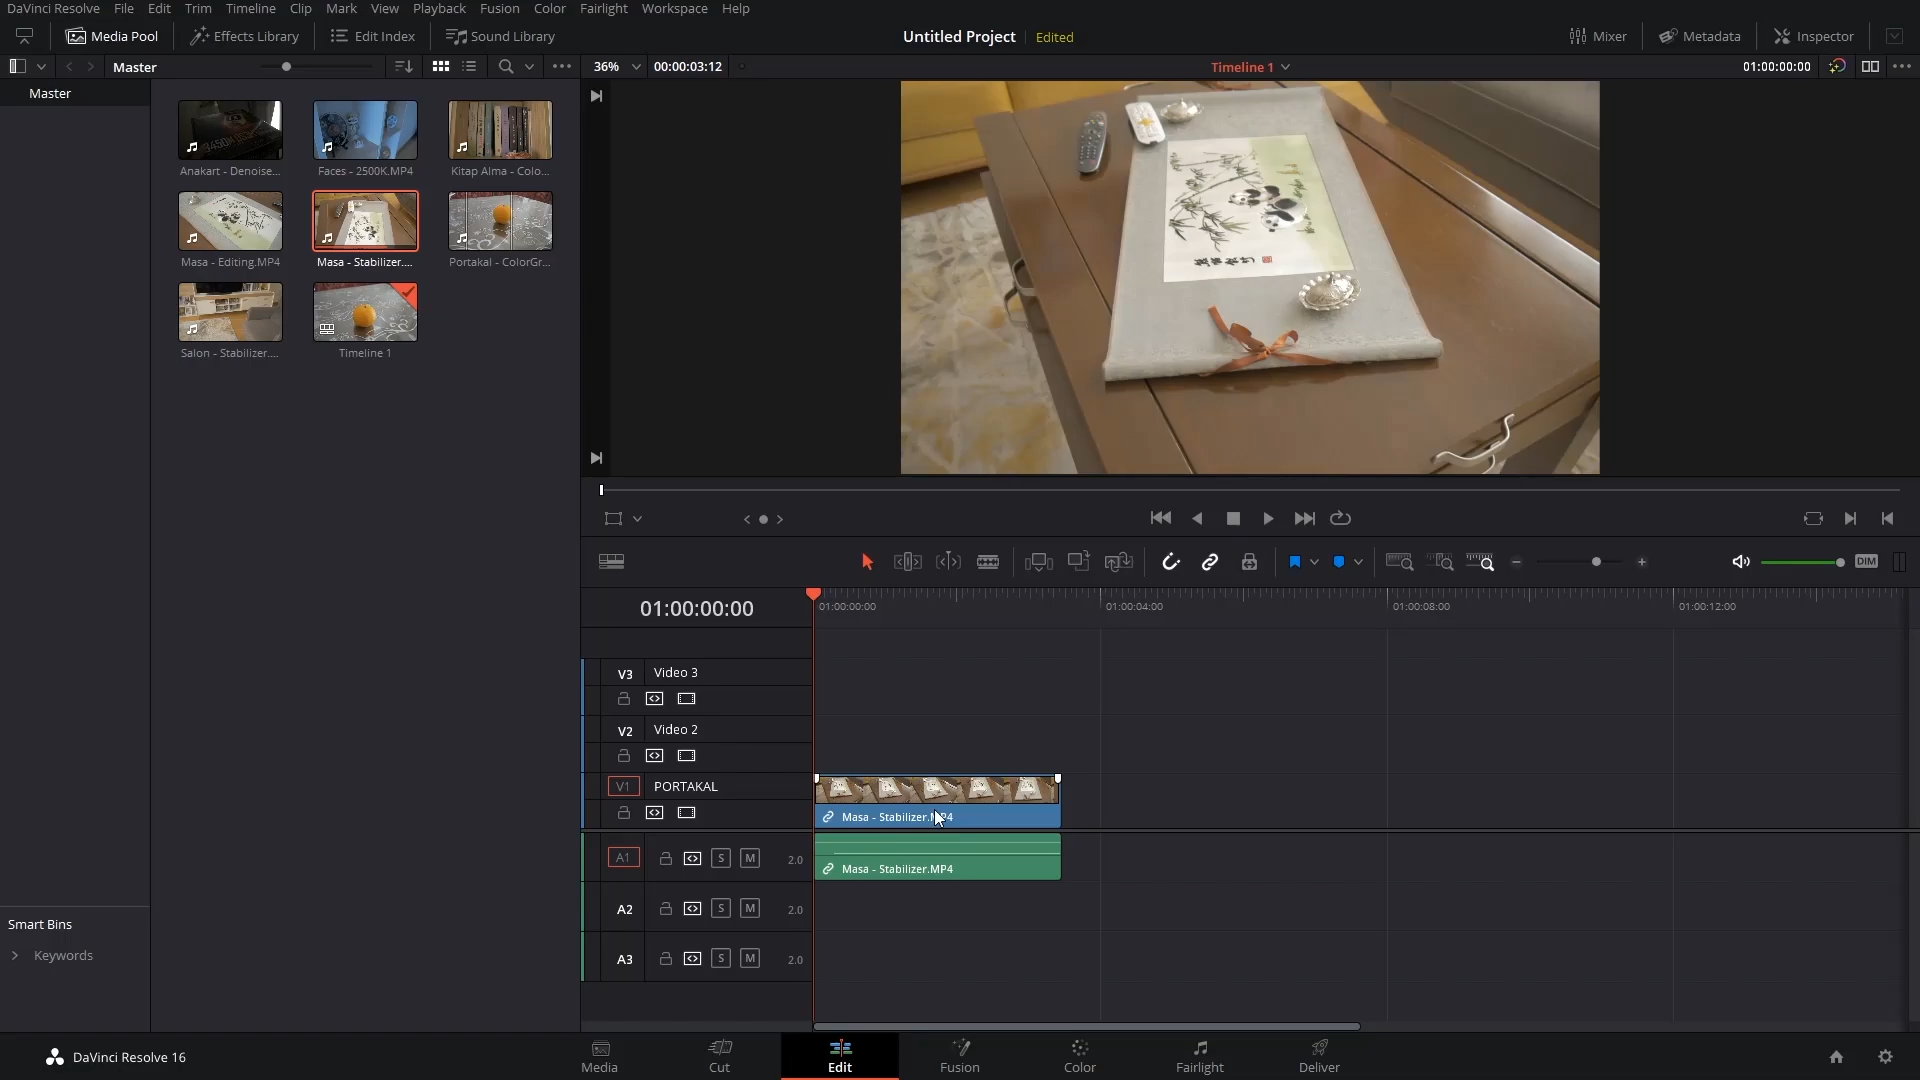 DaVinci Resolve File Edit Trim Timeline Clip Mark View Playback Fusion Color Fairlight Workspace Help
Media Pool Effects Library Edit Index Sound Library Untitled Project Edited Mixer Metadata Inspector
Master 36% 00:00:03:12 Timeline 1 01:00:00:00
Master
Anakart - Denoise... Faces - 2500K.MP4 Kitap Alma - Colo...
Masa - Editing.MP4 Masa - Stabilizer.... Portakal - ColorGr...
Salon - Stabilizer.... Timeline 1
DIM
01:00:00:00 01:00:00:00 01:00:04:00 01:00:08:00 01:00:12:00
V3 Video 3
V2 Video 2
V1 PORTAKAL
Masa - Stabilizer.MP4
A1 S M 2.0
Masa - Stabilizer.MP4
A2 S M 2.0
A3 S M 2.0
Smart Bins
Keywords
DaVinci Resolve 16 Media Cut Edit Fusion Color Fairlight Deliver